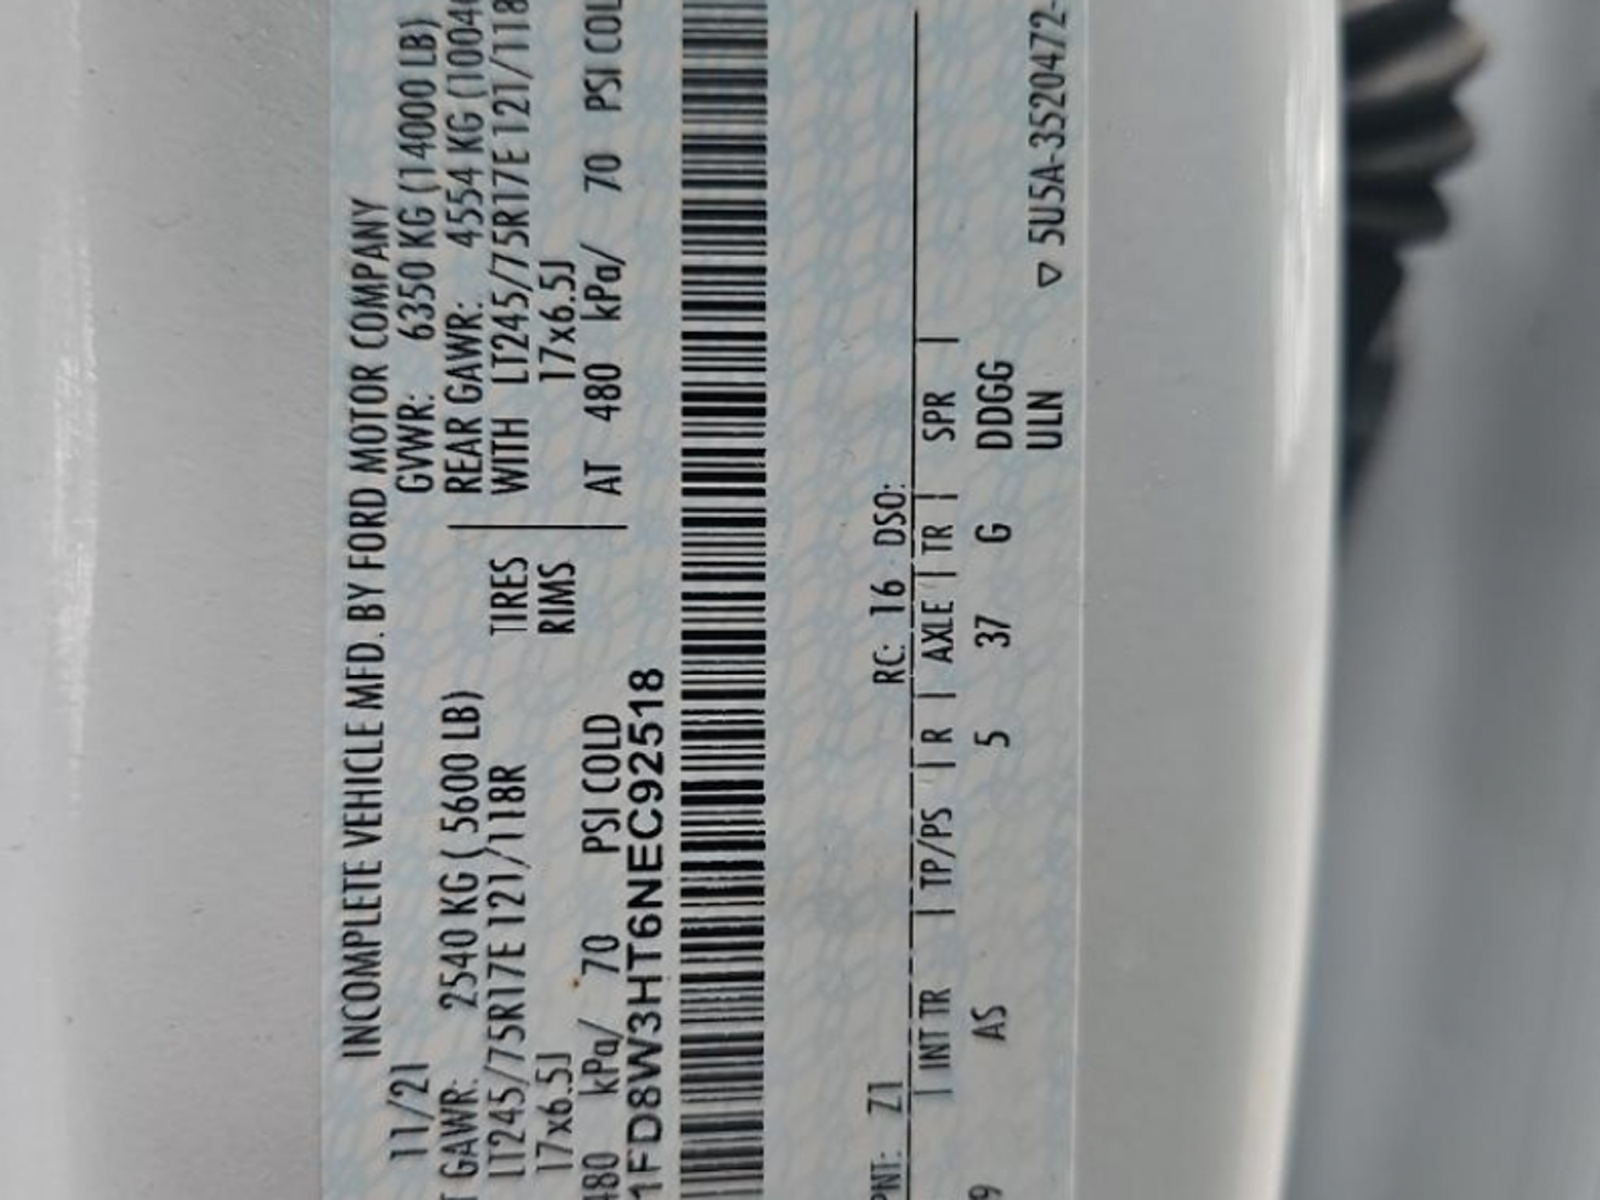 INCOMPLETE VEHICLE MFD. BY FORD MOTOR COMPANY
11/21 GVWR: 6350 KG (14000 LB)
GAWR: 2540 KG ( 5600 LB) REAR GAWR: 4554 KG
LT245/75R17E 121/118R TIRES WITH LT245/75R17E 121/118
17x6.5J RIMS 17x6.5J
480 kPa/ 70 PSI COLD AT 480 kPa/ 70 PSI
1FD8W3HT6NEC92518
Z1 RC: 16 DSO:
| INT TR | TP/PS | R | AXLE | TR | SPR |
9 AS 5 37 G DDGG
ULN ▽ 5U5A-3520472-